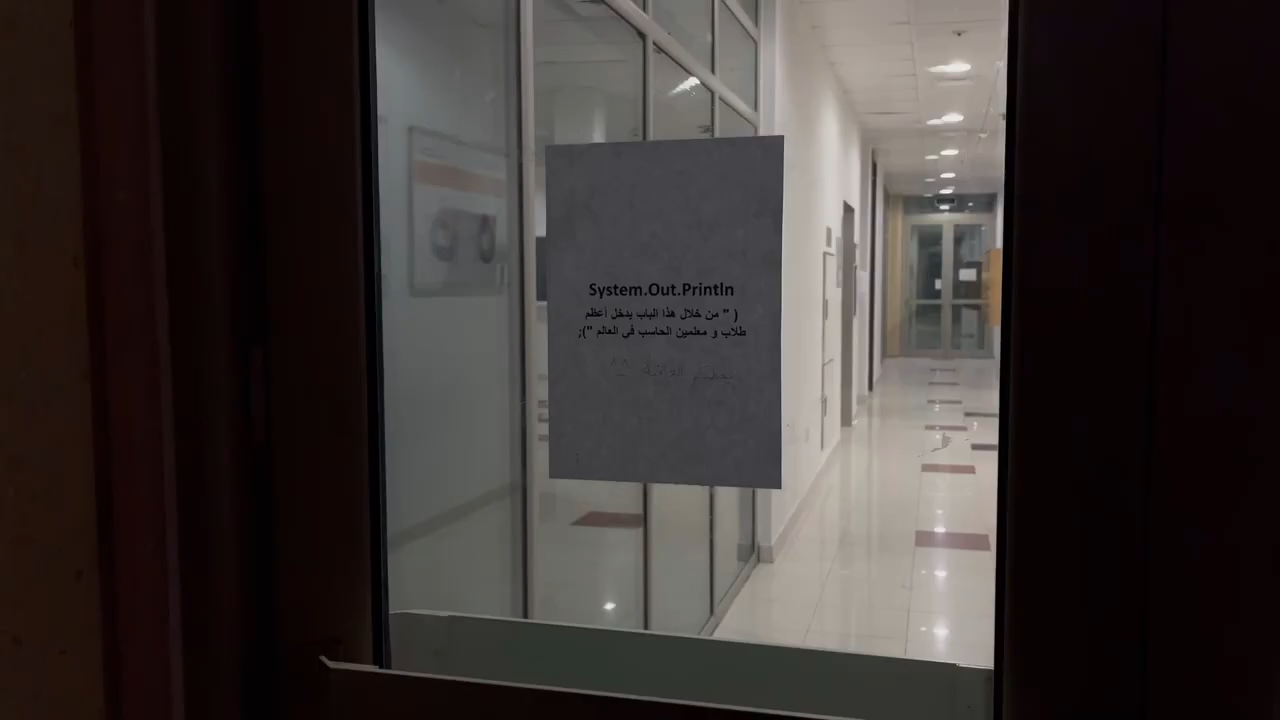 System.Out.Println
( " من خلال هذا الباب يدخل أعظم
طلاب و معلمين الحاسب في العالم ");